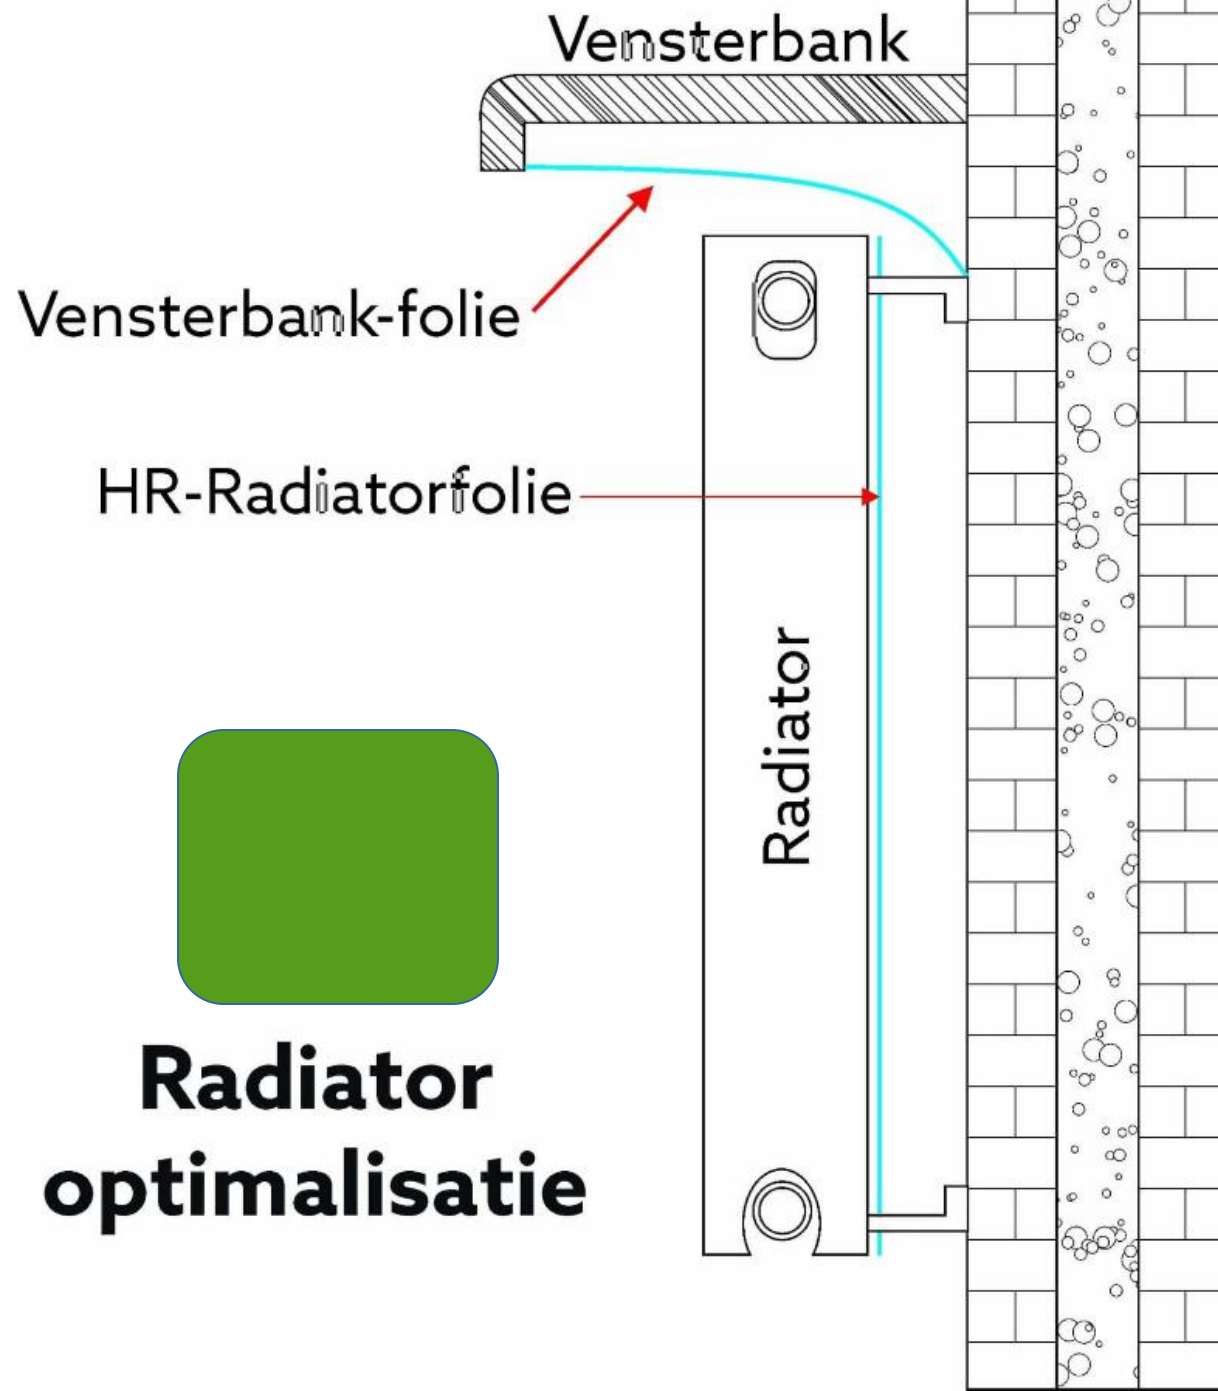 Vensterbank
Vensterbank-folie
HR-Radiatorfolie
Radiator
Radiator
optimalisatie